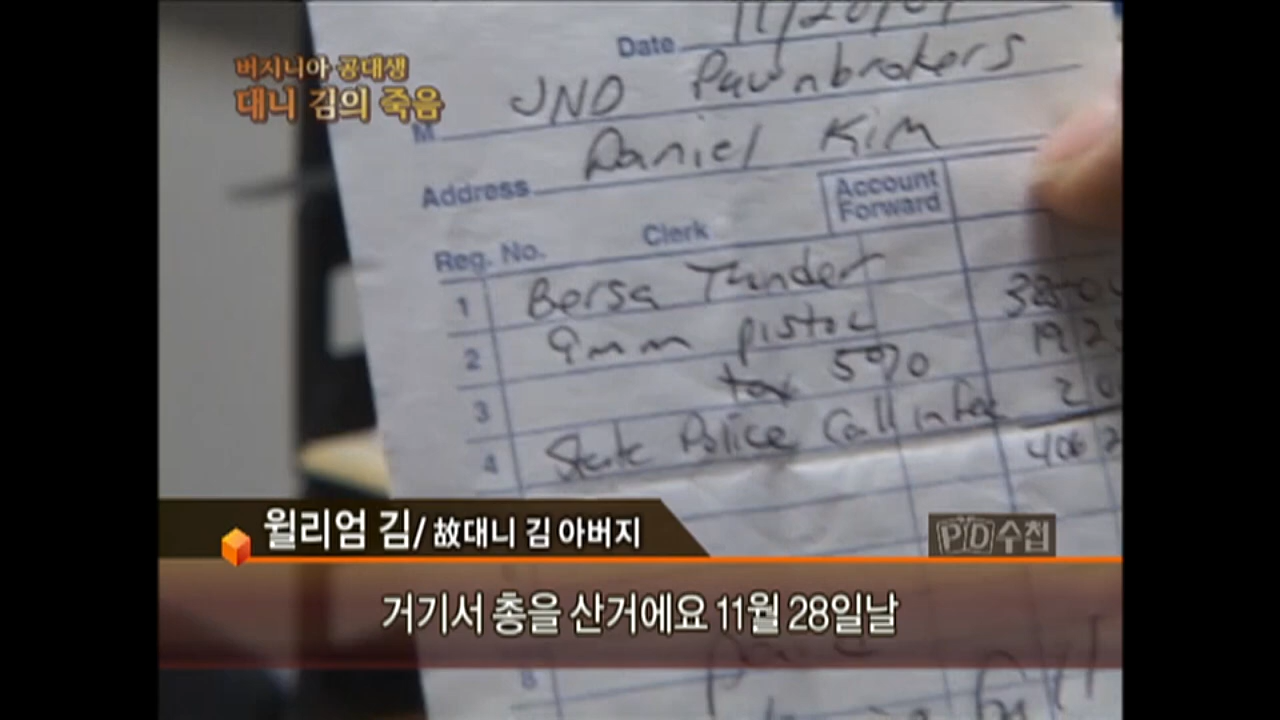 버지니아 공대생
대니 김의 죽음
Date
JND Pawnbrokers
M
Daniel Kim
Address
Account
Forward
Reg. No.
Clerk
1 Bersa Tunder
2 9mm pistol
tax 5%
3
4 State Police Call in fee
윌리엄 김/ 故대니 김 아버지
PD수첩
거기서 총을 산거에요 11월 28일날
8